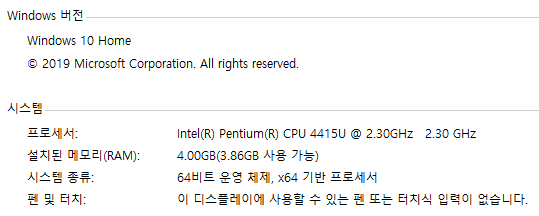 Windows 버전
Windows 10 Home
© 2019 Microsoft Corporation. All rights reserved.
시스템
프로세서: Intel(R) Pentium(R) CPU 4415U @ 2.30GHz 2.30 GHz
설치된 메모리(RAM): 4.00GB(3.86GB 사용 가능)
시스템 종류: 64비트 운영 체제, x64 기반 프로세서
펜 및 터치: 이 디스플레이에 사용할 수 있는 펜 또는 터치식 입력이 없습니다.